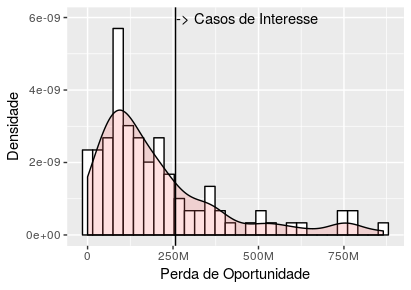 6e-09
-> Casos de Interesse
4e-09
Densidade
2e-09
0e+00
0
250M
500M
750M
Perda de Oportunidade